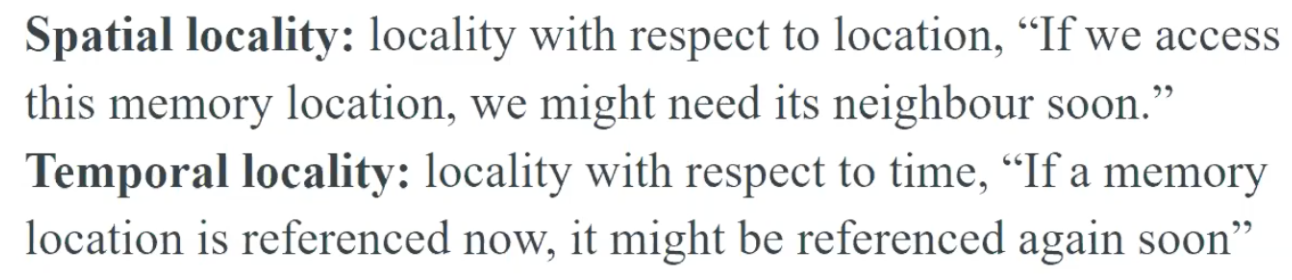 Spatial locality: locality with respect to location, “If we access
this memory location, we might need its neighbour soon.”
Temporal locality: locality with respect to time, “If a memory
location is referenced now, it might be referenced again soon”